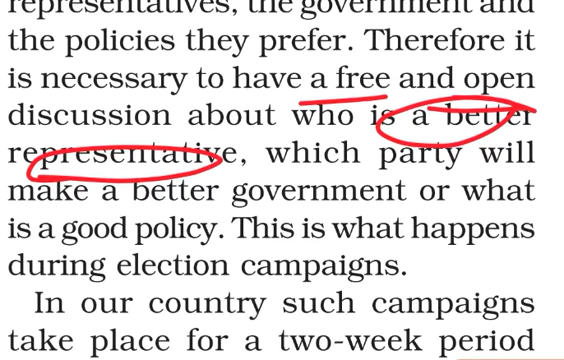 representatives, the government and
the policies they prefer. Therefore it
is necessary to have a free and open
discussion about who is a better
representative, which party will
make a better government or what
is a good policy. This is what happens
during election campaigns.
In our country such campaigns
take place for a two-week period